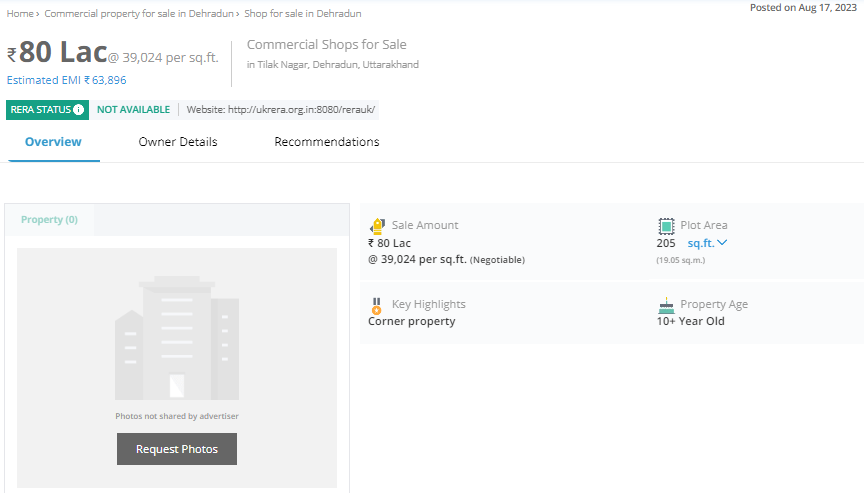 Home › Commercial property for sale in Dehradun › Shop for sale in Dehradun
Posted on Aug 17, 2023
₹80 Lac@ 39,024 per sq.ft.
Estimated EMI ₹ 63,896
Commercial Shops for Sale
in Tilak Nagar, Dehradun, Uttarakhand
RERA STATUS i NOT AVAILABLE Website: http://ukrera.org.in:8080/rerauk/
Overview Owner Details Recommendations
Property (0)
Photos not shared by advertiser
Request Photos
Sale Amount
₹ 80 Lac
@ 39,024 per sq.ft. (Negotiable)
Plot Area
205 sq.ft.
(19.05 sq.m.)
Key Highlights
Corner property
Property Age
10+ Year Old